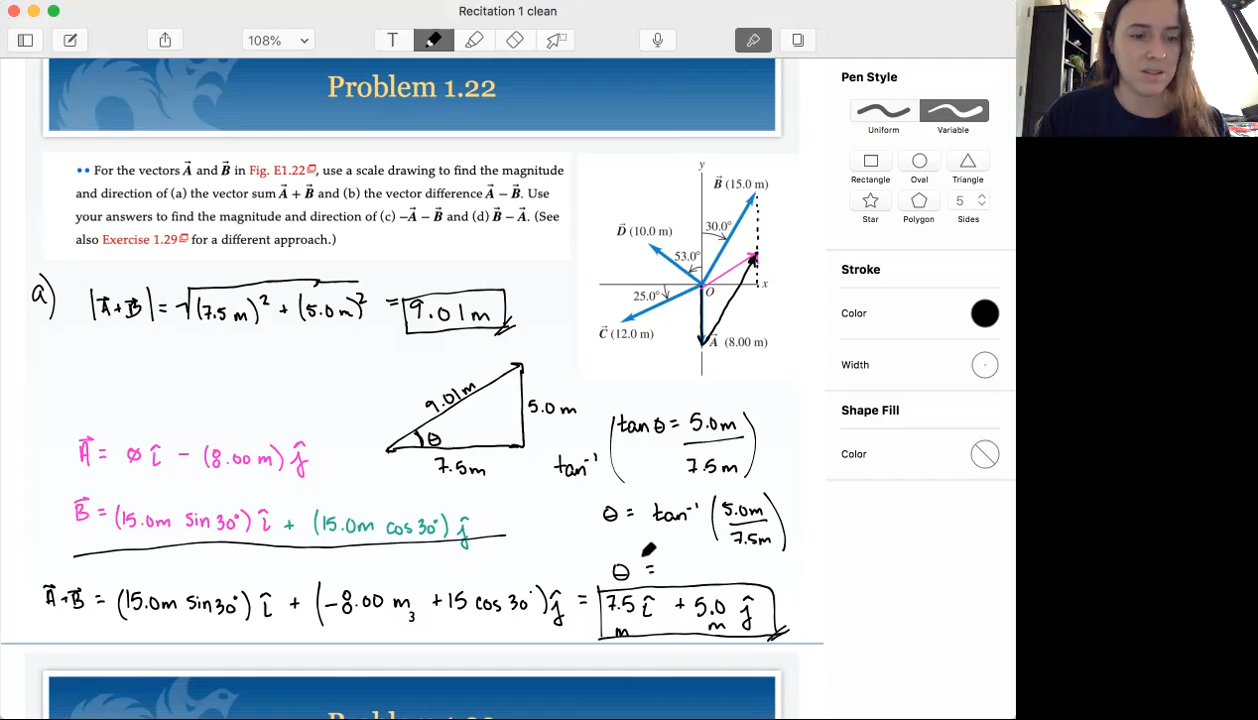 Recitation 1 clean
108%
T
Problem 1.22
•• For the vectors A⃗ and B⃗ in Fig. E1.22, use a scale drawing to find the magnitude
and direction of (a) the vector sum A⃗ + B⃗ and (b) the vector difference A⃗ − B⃗. Use
your answers to find the magnitude and direction of (c) −A⃗ − B⃗ and (d) B⃗ − A⃗. (See
also Exercise 1.29 for a different approach.)
y
B⃗ (15.0 m)
30.0°
D⃗ (10.0 m)
53.0°
x
O
25.0°
C⃗ (12.0 m)
A⃗ (8.00 m)
a) |A⃗+B⃗| = √(7.5 m)² + (5.0 m)² = 9.01 m
9.01 m
5.0 m
θ
7.5 m
tan⁻¹ (tan θ = 5.0 m / 7.5 m)
A⃗ = 0 î − (8.00 m) ĵ
B⃗ = (15.0m sin 30°) î + (15.0m cos 30°) ĵ
θ = tan⁻¹ (5.0m / 7.5m)
θ =
A⃗+B⃗ = (15.0m sin 30°) î + (−8.00 m + 15 cos 30°) ĵ = 7.5 î + 5.0 ĵ
3
m m
Pen Style
Uniform Variable
Rectangle Oval Triangle
5
Star Polygon Sides
Stroke
Color
Width
Shape Fill
Color